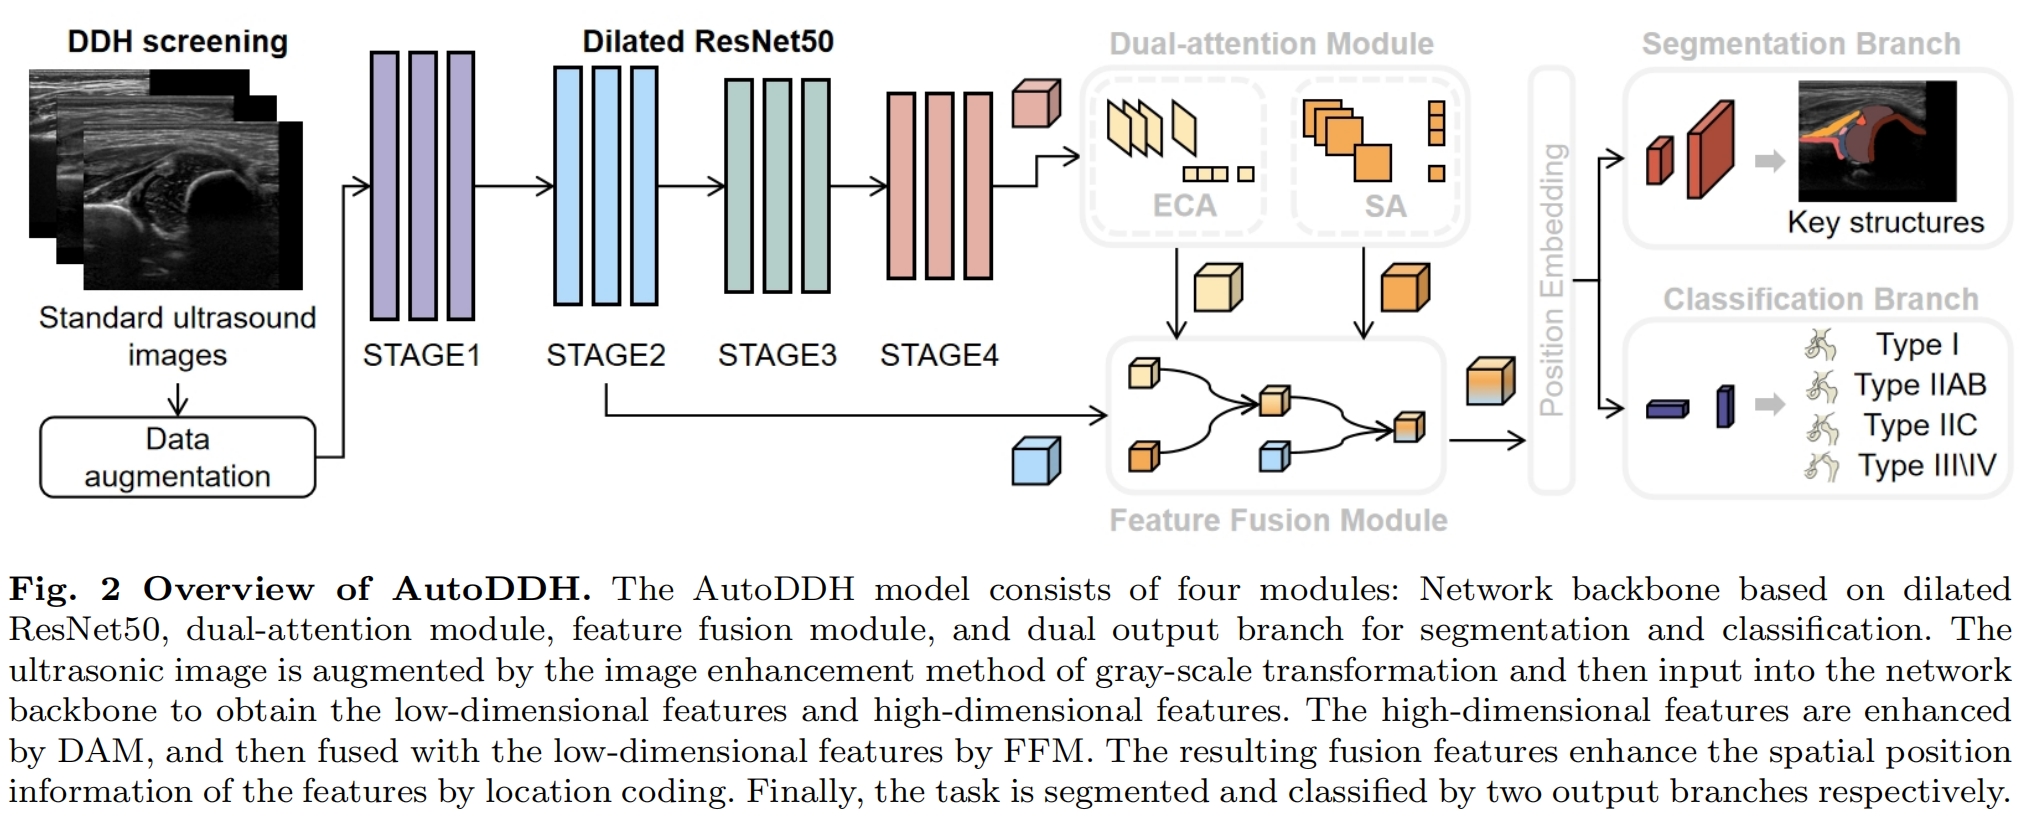 DDH screening
Standard ultrasound
images
Data
augmentation
Dilated ResNet50
STAGE1
STAGE2
STAGE3
STAGE4
Dual-attention Module
ECA
SA
Feature Fusion Module
Position Embedding
Segmentation Branch
Key structures
Classification Branch
Type I
Type IIAB
Type IIC
Type III\IV
Fig. 2 Overview of AutoDDH. The AutoDDH model consists of four modules: Network backbone based on dilated
ResNet50, dual-attention module, feature fusion module, and dual output branch for segmentation and classification. The
ultrasonic image is augmented by the image enhancement method of gray-scale transformation and then input into the network
backbone to obtain the low-dimensional features and high-dimensional features. The high-dimensional features are enhanced
by DAM, and then fused with the low-dimensional features by FFM. The resulting fusion features enhance the spatial position
information of the features by location coding. Finally, the task is segmented and classified by two output branches respectively.